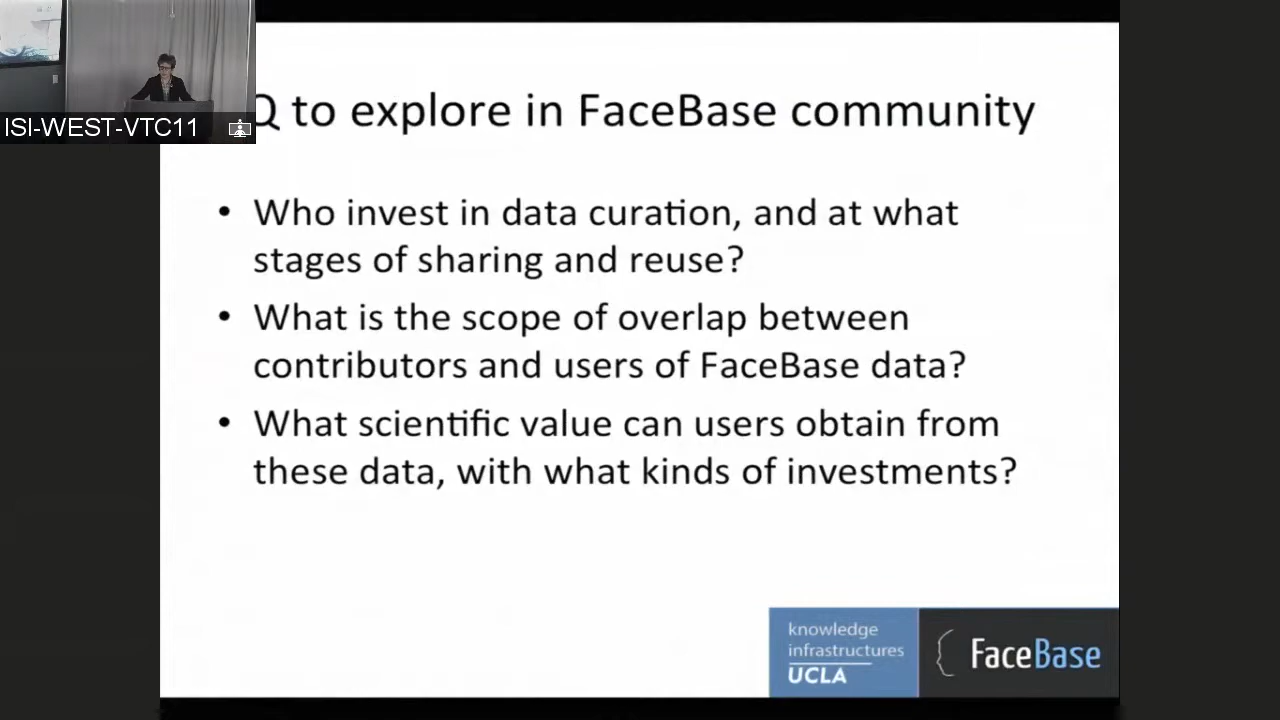 ISI-WEST-VTC11
Q to explore in FaceBase community
• Who invest in data curation, and at what
stages of sharing and reuse?
• What is the scope of overlap between
contributors and users of FaceBase data?
• What scientific value can users obtain from
these data, with what kinds of investments?
knowledge
infrastructures
UCLA
FaceBase